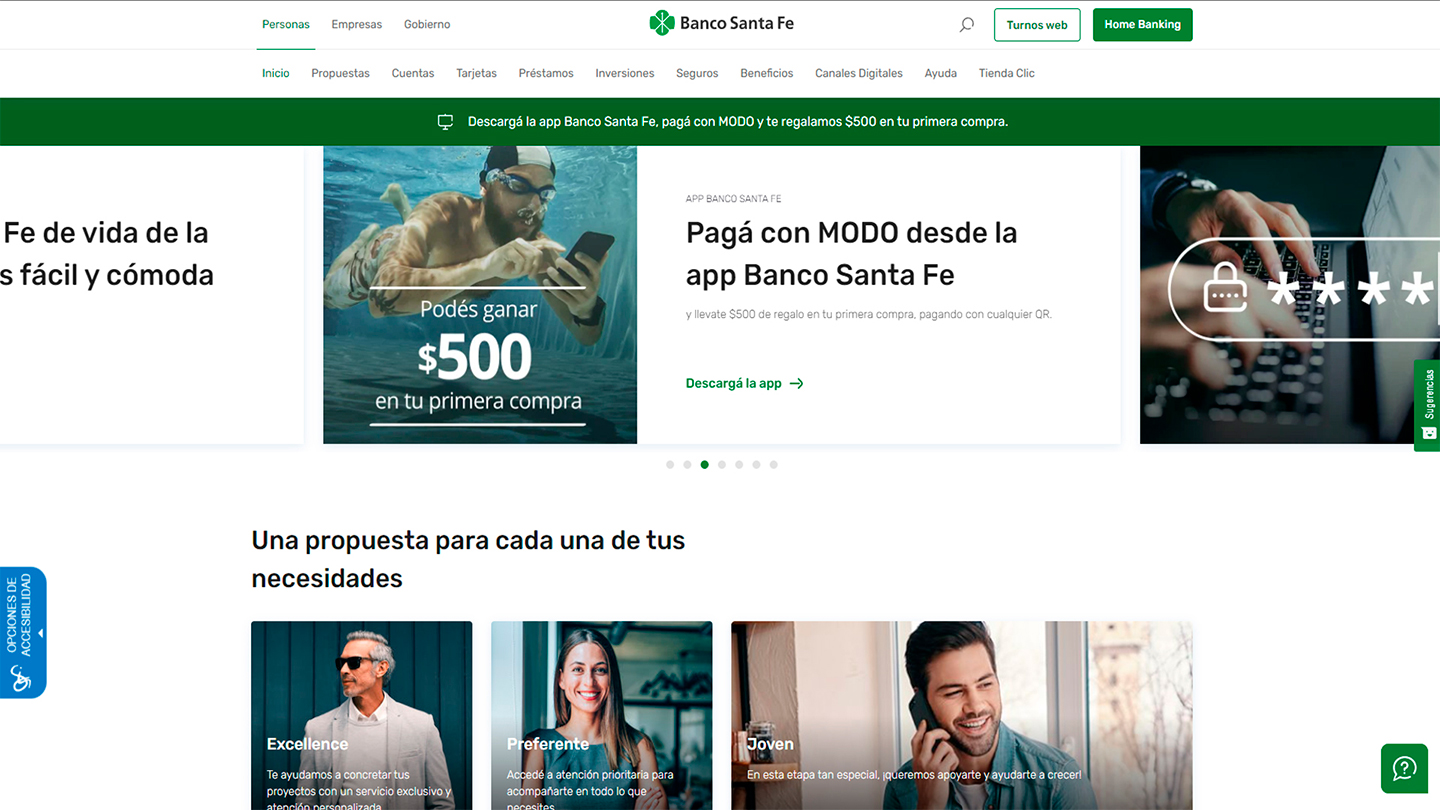 Personas Empresas Gobierno
Banco Santa Fe
Turnos web
Home Banking
Inicio Propuestas Cuentas Tarjetas Préstamos Inversiones Seguros Beneficios Canales Digitales Ayuda Tienda Clic
Descargá la app Banco Santa Fe, pagá con MODO y te regalamos $500 en tu primera compra.
Fe de vida de la
s fácil y cómoda
Podés ganar
$500
en tu primera compra
APP BANCO SANTA FE
Pagá con MODO desde la
app Banco Santa Fe
y llevate $500 de regalo en tu primera compra, pagando con cualquier QR.
Descargá la app
****
Sugerencias
Una propuesta para cada una de tus
necesidades
OPCIONES DE
ACCESIBILIDAD
Excellence
Te ayudamos a concretar tus
proyectos con un servicio exclusivo y
atención personalizada
Preferente
Accedé a atención prioritaria para
acompañarte en todo lo que
necesites
Joven
En esta etapa tan especial, ¡queremos apoyarte y ayudarte a crecer!